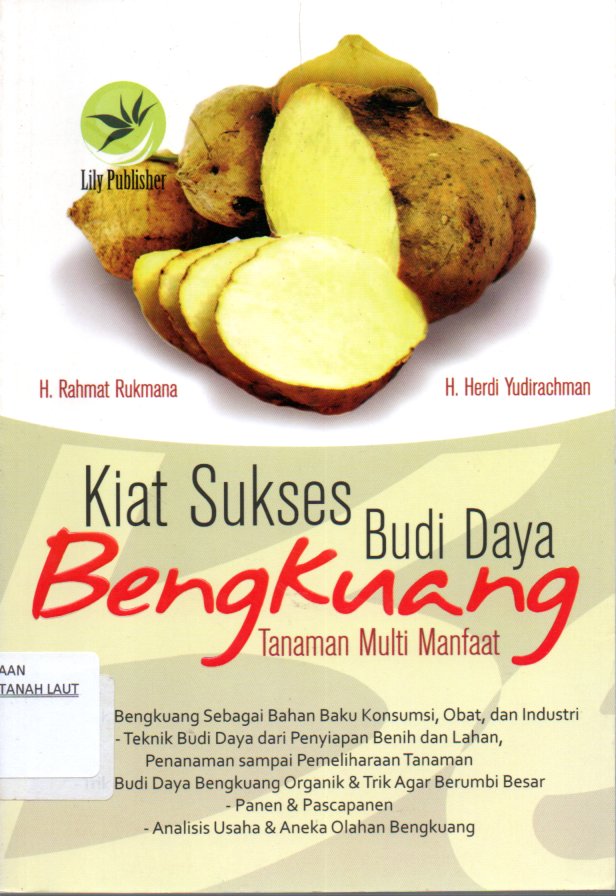 Lily Publisher
H. Rahmat Rukmana
H. Herdi Yudirachman
Kiat Sukses
Budi Daya
Bengkuang
Tanaman Multi Manfaat
AAN
TANAH LAUT
Bengkuang Sebagai Bahan Baku Konsumsi, Obat, dan Industri
- Teknik Budi Daya dari Penyiapan Benih dan Lahan,
Penanaman sampai Pemeliharaan Tanaman
Budi Daya Bengkuang Organik & Trik Agar Berumbi Besar
- Panen & Pascapanen
- Analisis Usaha & Aneka Olahan Bengkuang